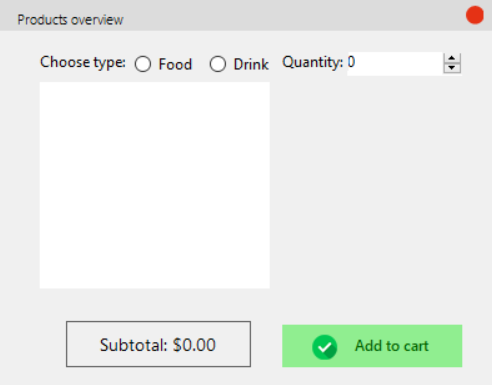 Products overview
Choose type: Food Drink Quantity: 0
Subtotal: $0.00
Add to cart